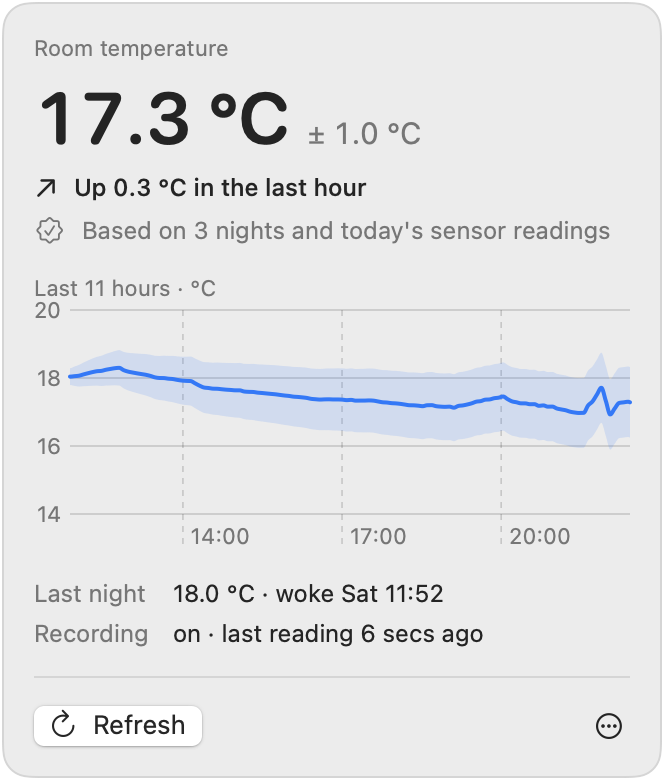 Room temperature
17.3 °C ± 1.0 °C
Up 0.3 °C in the last hour
Based on 3 nights and today's sensor readings
Last 11 hours · °C
20
18
16
14
14:00 17:00 20:00
Last night 18.0 °C · woke Sat 11:52
Recording on · last reading 6 secs ago
Refresh